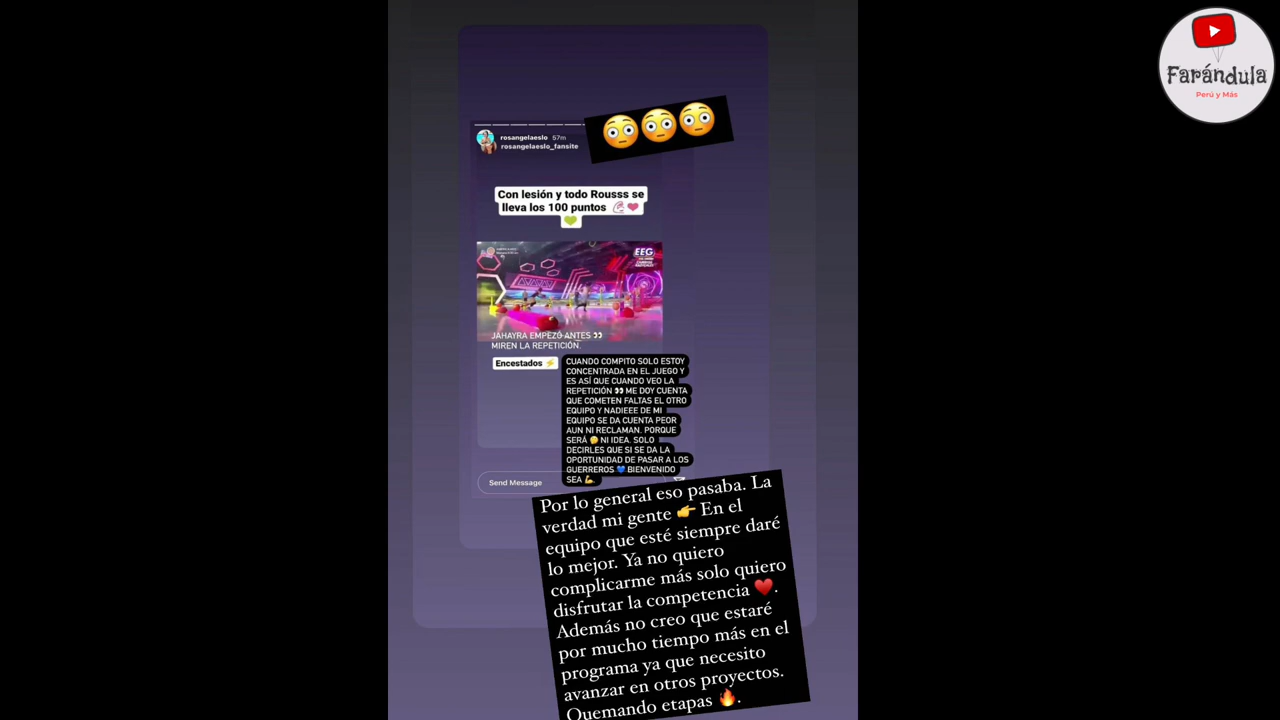 Farándula
Perú y Más
rosangelaeslo 57m
rosangelaeslo_fansite
Con lesión y todo Rousss se
lleva los 100 puntos
EEG
JAHAYRA EMPEZÓ ANTES 👀
MIREN LA REPETICIÓN.
Encestados ⚡
CUANDO COMPITO SOLO ESTOY
CONCENTRADA EN EL JUEGO Y
ES ASÍ QUE CUANDO VEO LA
REPETICIÓN 👀 ME DOY CUENTA
QUE COMETEN FALTAS EL OTRO
EQUIPO Y NADIEEE DE MI
EQUIPO SE DA CUENTA PEOR
AUN NI RECLAMAN. PORQUE
SERÁ 🤔 NI IDEA. SOLO
DECIRLES QUE SI SE DA LA
OPORTUNIDAD DE PASAR A LOS
GUERREROS 💙 BIENVENIDO
SEA 💪.
Send Message
Por lo general eso pasaba. La
verdad mi gente 👉 En el
equipo que esté siempre daré
lo mejor. Ya no quiero
complicarme más solo quiero
disfrutar la competencia ♥️.
Además no creo que estaré
por mucho tiempo más en el
programa ya que necesito
avanzar en otros proyectos.
Quemando etapas 🔥.